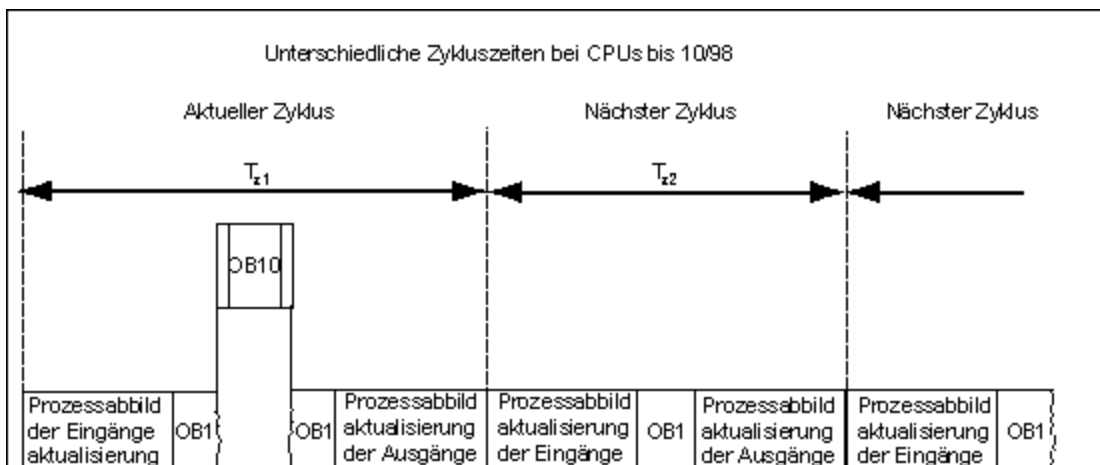 Unterschiedliche Zykluszeiten bei CPUs bis 10/98
Aktueller Zyklus
Nächster Zyklus
Nächster Zyklus
Tz1
Tz2
OB10
Prozessabbild
der Eingänge
aktualisierung
OB1
OB1
Prozessabbild
aktualisierung
der Ausgänge
Prozessabbild
aktualisierung
der Eingänge
OB1
Prozessabbild
aktualisierung
der Ausgänge
Prozessabbild
aktualisierung
der Eingänge
OB1